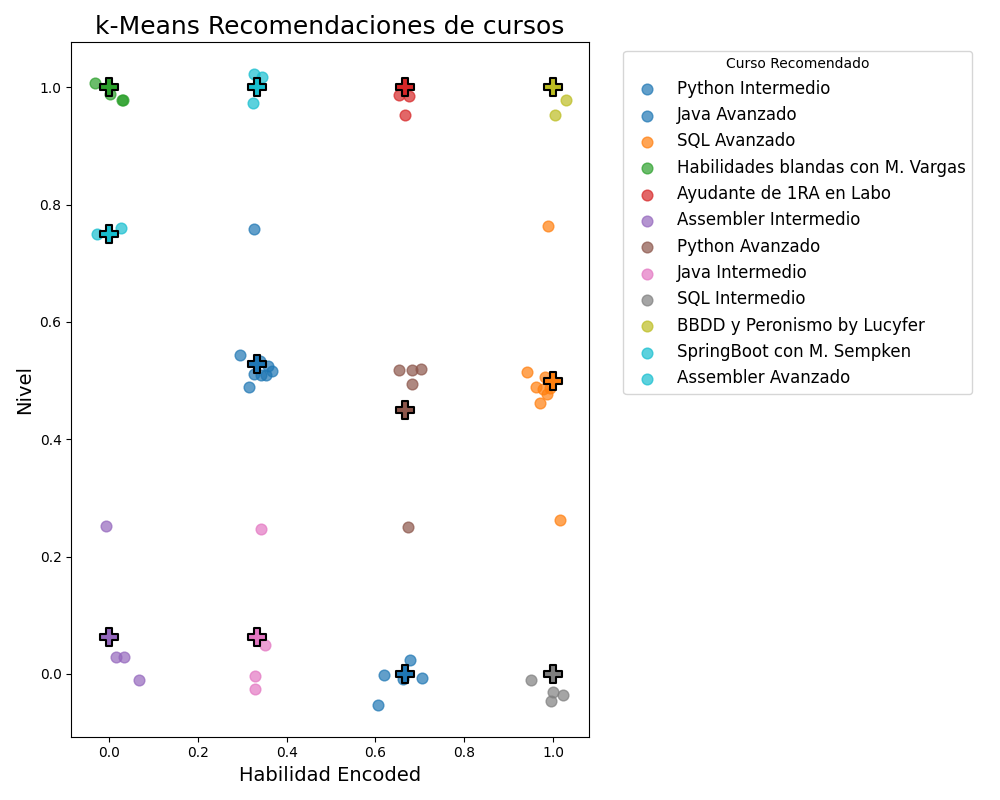 k-Means Recomendaciones de cursos
Curso Recomendado
Python Intermedio
Java Avanzado
SQL Avanzado
Habilidades blandas con M. Vargas
Ayudante de 1RA en Labo
Assembler Intermedio
Python Avanzado
Java Intermedio
SQL Intermedio
BBDD y Peronismo by Lucyfer
SpringBoot con M. Sempken
Assembler Avanzado
Nivel
1.0
0.8
0.6
0.4
0.2
0.0
0.0 0.2 0.4 0.6 0.8 1.0
Habilidad Encoded